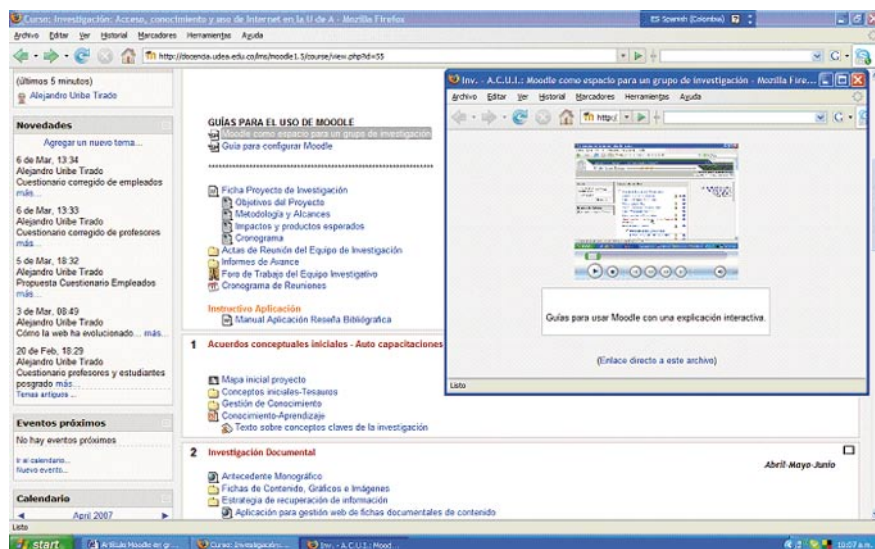 Curso: Investigación: Acceso, conocimiento y uso de Internet en la U de A - Mozilla Firefox
ES Spanish (Colombia)
Archivo Editar Ver Historial Marcadores Herramientas Ayuda
http://docencia.udea.edu.co/lms/moodle1.5/course/view.php?id=55
(últimos 5 minutos)
Alejandro Uribe Tirado
Novedades
Agregar un nuevo tema...
6 de Mar, 13:34
Alejandro Uribe Tirado
Cuestionario corregido de empleados
más...
6 de Mar, 13:33
Alejandro Uribe Tirado
Cuestionario corregido de profesores
más...
5 de Mar, 18:32
Alejandro Uribe Tirado
Propuesta Cuestionario Empleados
más...
3 de Mar, 08:49
Alejandro Uribe Tirado
Cómo la web ha evolucionado... más...
20 de Feb, 18:29
Alejandro Uribe Tirado
Cuestionario profesores y estudiantes
posgrado más...
Temas antiguos ...
Eventos próximos
No hay eventos próximos
Ir al calendario...
Nuevo evento...
Calendario
April 2007
GUÍAS PARA EL USO DE MOODLE
Moodle como espacio para un grupo de investigación
Guía para configurar Moodle
Ficha Proyecto de Investigación
Objetivos del Proyecto
Metodología y Alcances
Impactos y productos esperados
Cronograma
Actas de Reunión del Equipo de Investigación
Informes de Avance
Foro de Trabajo del Equipo Investigativo
Cronograma de Reuniones
Instructivo Aplicación
Manual Aplicación Reseña Bibliógrafica
1 Acuerdos conceptuales iniciales - Auto capacitaciones
Mapa inicial proyecto
Conceptos iniciales-Tesauros
Gestión de Conocimiento
Conocimiento-Aprendizaje
Texto sobre conceptos claves de la investigación
2 Investigación Documental
Abril-Mayo-Junio
Antecedente Monográfico
Fichas de Contenido, Gráficos e Imágenes
Estrategia de recuperación de información
Aplicación para gestión web de fichas documentales de contenido
Inv. - A.C.U.I.: Moodle como espacio para un grupo de investigación - Mozilla Fire...
Archivo Editar Ver Historial Marcadores Herramientas Ayuda
http:/
Guías para usar Moodle con una explicación interactiva.
(Enlace directo a este archivo)
Listo
Listo
start
Artículo Moodle en gr...
Curso: Investigación:...
Inv. - A.C.U.I.: Mood...
10:07 a.m.